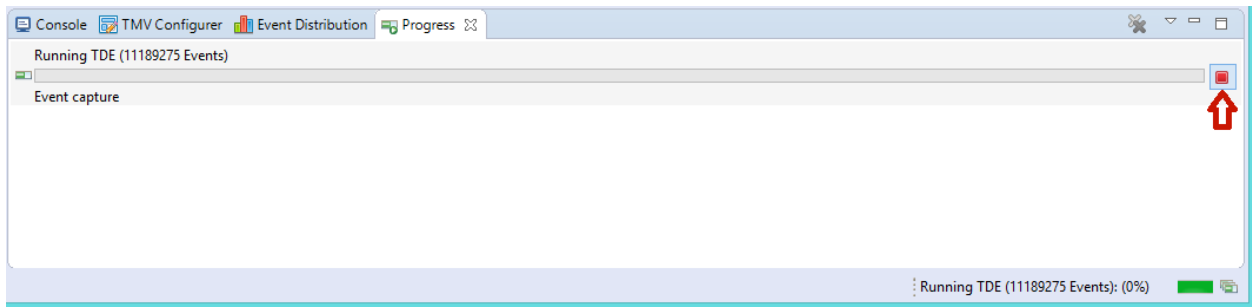 Console TMV Configurer Event Distribution Progress
Running TDE (11189275 Events)
Event capture
Running TDE (11189275 Events): (0%)